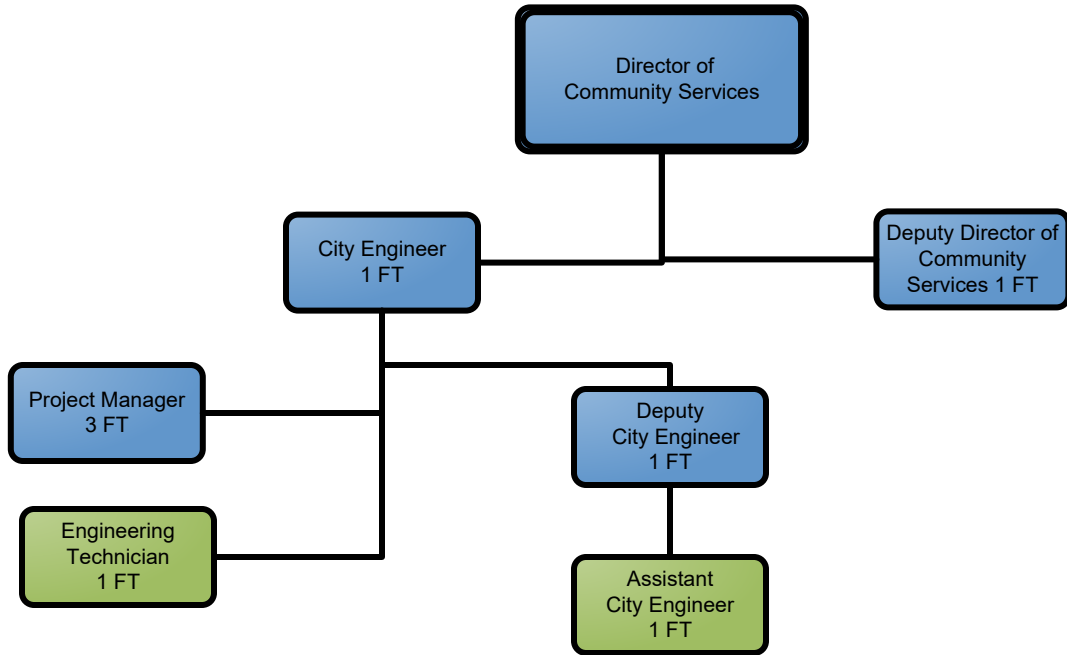 Director of
Community Services
City Engineer
1 FT
Deputy Director of
Community
Services 1 FT
Project Manager
3 FT
Deputy
City Engineer
1 FT
Engineering
Technician
1 FT
Assistant
City Engineer
1 FT